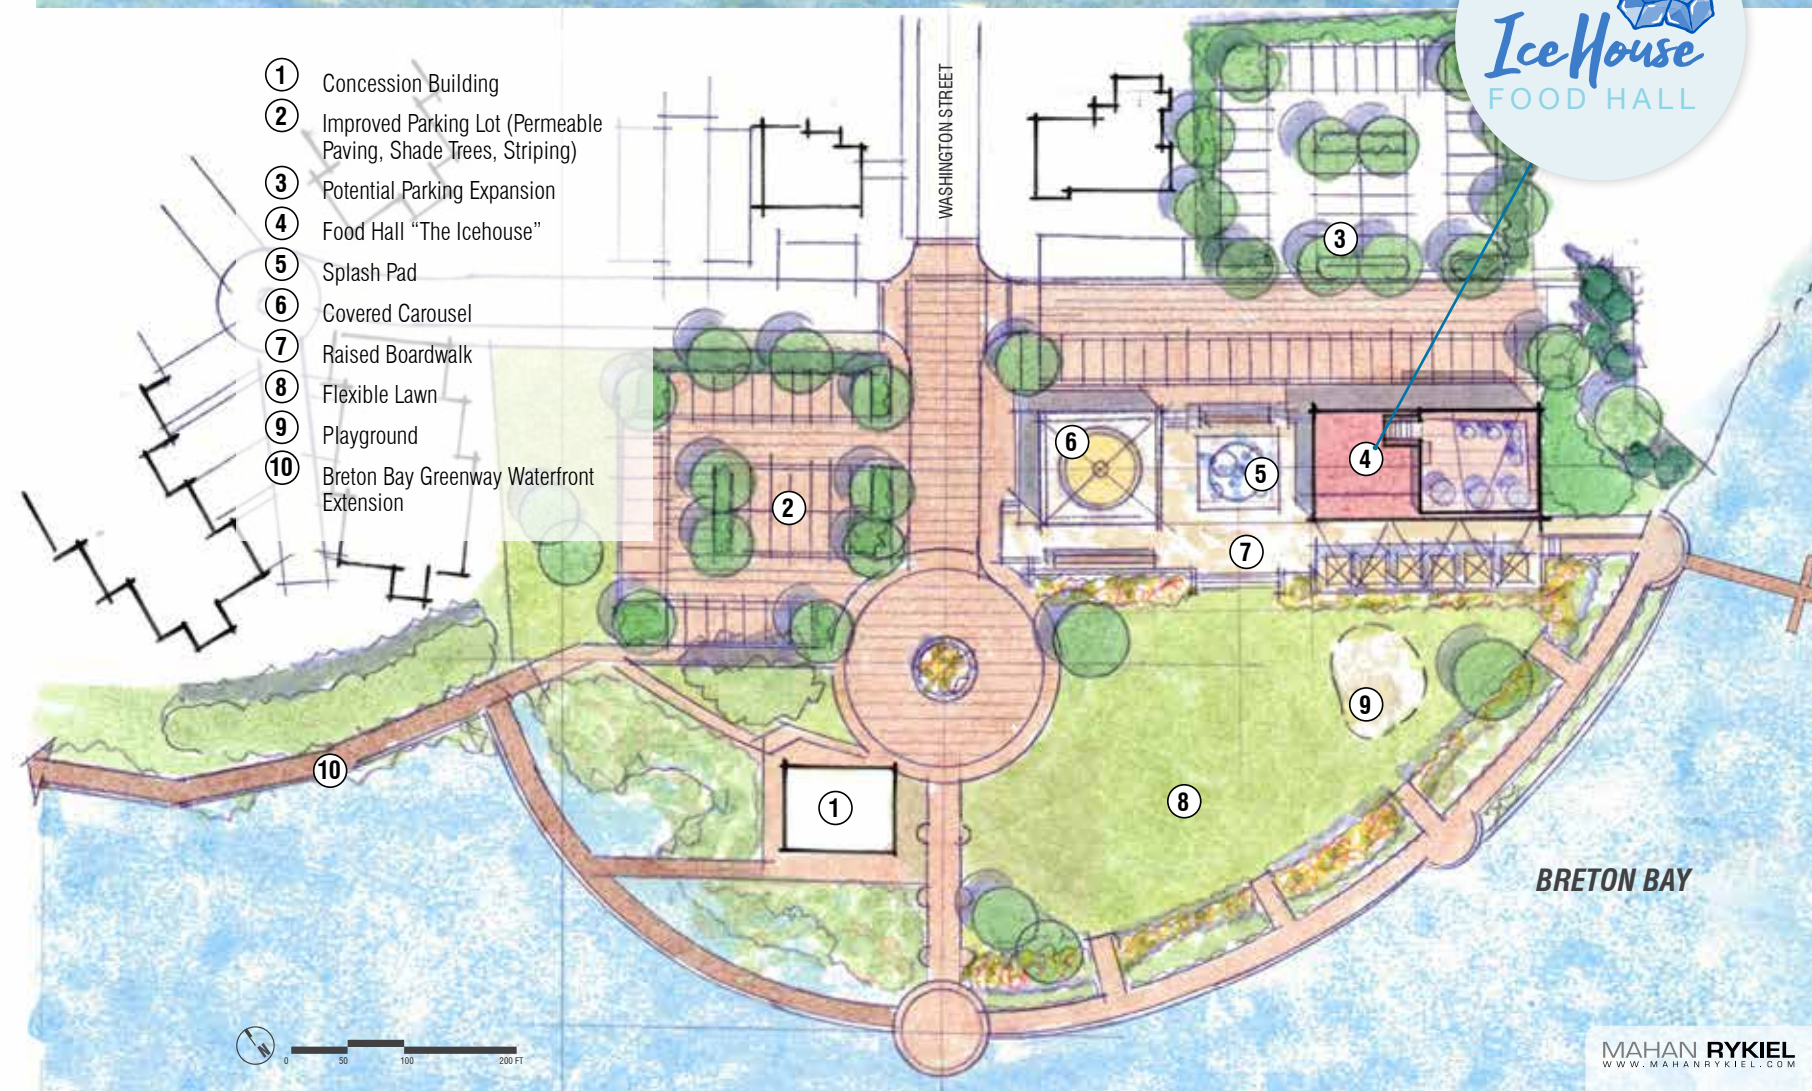 IceHouse
FOOD HALL
WASHINGTON STREET
1 Concession Building
2 Improved Parking Lot (Permeable
Paving, Shade Trees, Striping)
3 Potential Parking Expansion
4 Food Hall “The Icehouse”
5 Splash Pad
6 Covered Carousel
7 Raised Boardwalk
8 Flexible Lawn
9 Playground
10 Breton Bay Greenway Waterfront
Extension
3
6
4
5
2
7
9
10
8
1
BRETON BAY
N
0 50 100 200 FT
MAHAN RYKIEL
WWW.MAHANRYKIEL.COM